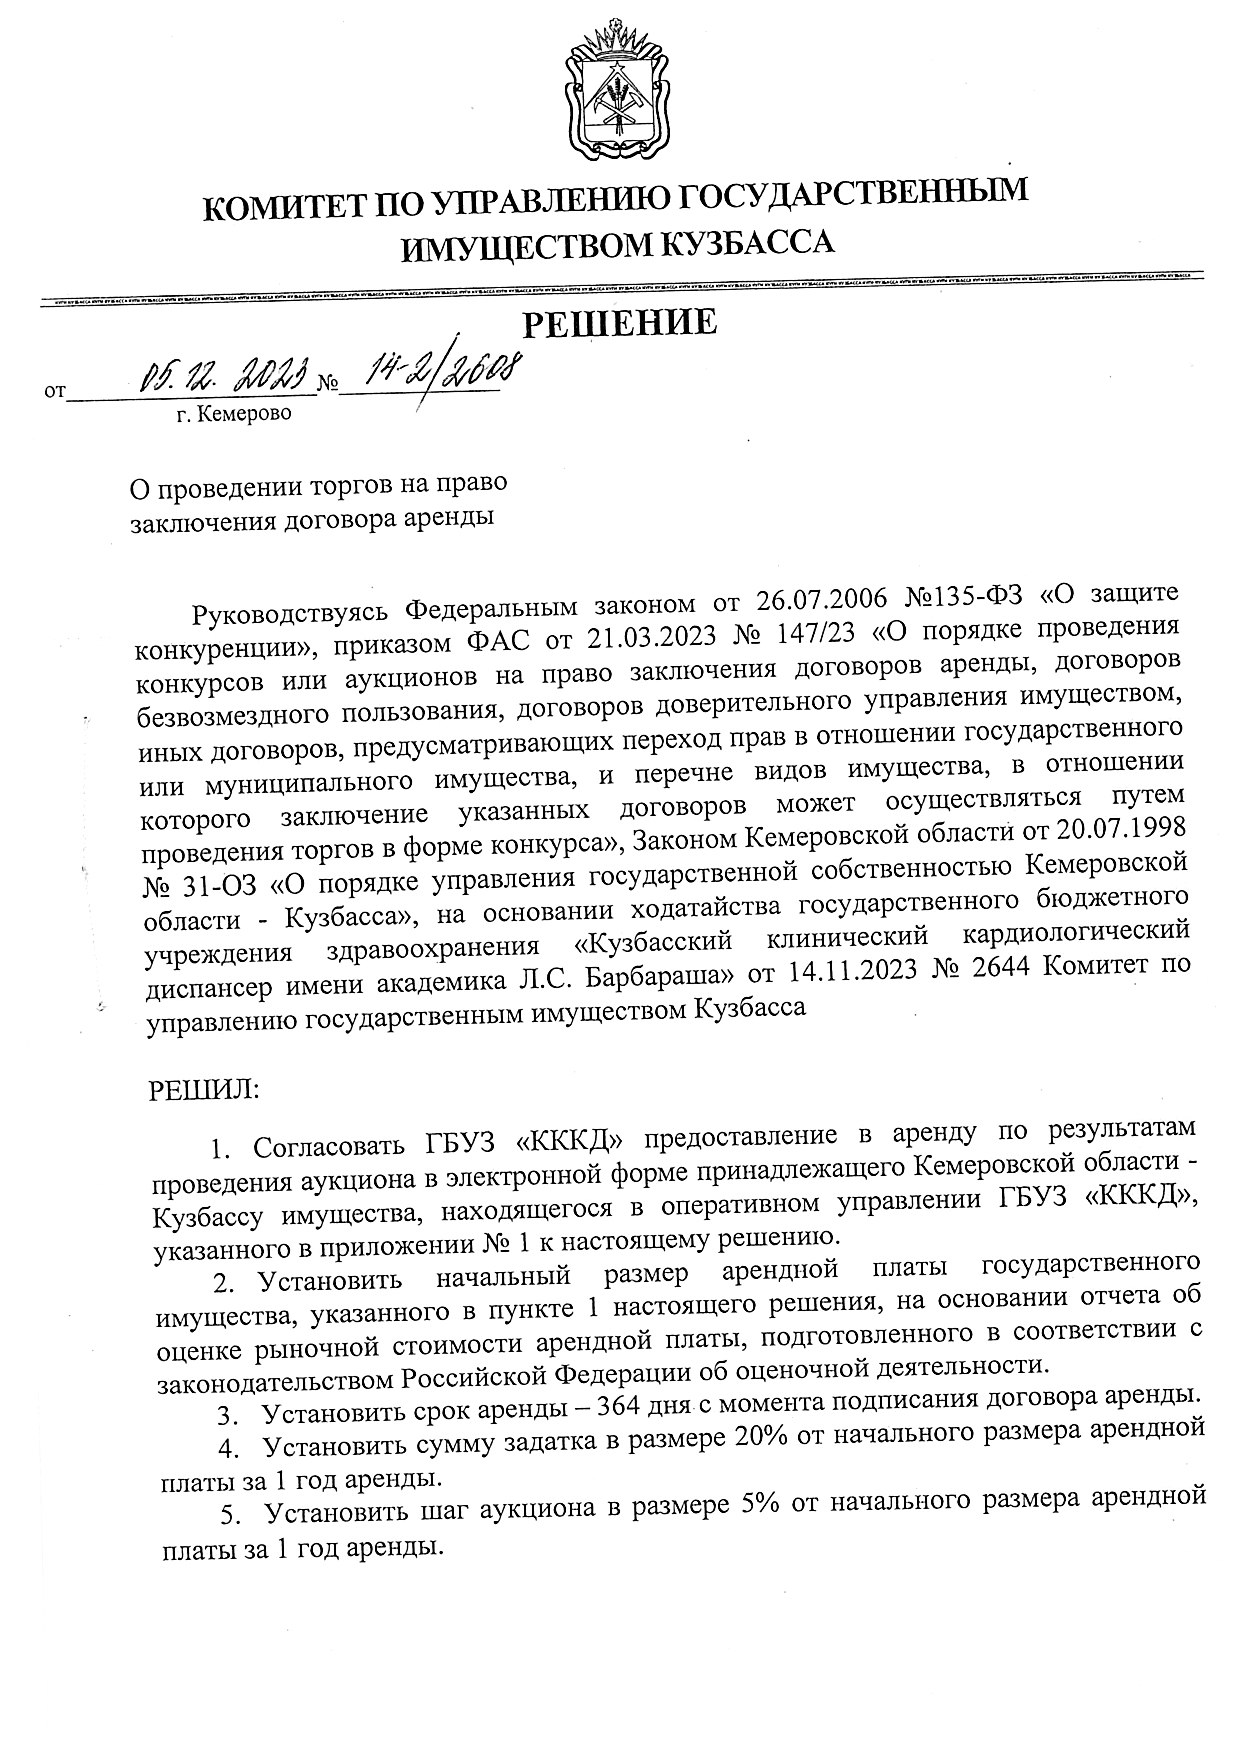 КОМИТЕТ ПО УПРАВЛЕНИЮ ГОСУДАРСТВЕННЫМ
ИМУЩЕСТВОМ КУЗБАССА
РЕШЕНИЕ
от 05.12.2023 № 14-2/2608
г. Кемерово
О проведении торгов на право
заключения договора аренды
Руководствуясь Федеральным законом от 26.07.2006 №135-ФЗ «О защите
конкуренции», приказом ФАС от 21.03.2023 № 147/23 «О порядке проведения
конкурсов или аукционов на право заключения договоров аренды, договоров
безвозмездного пользования, договоров доверительного управления имуществом,
иных договоров, предусматривающих переход прав в отношении государственного
или муниципального имущества, и перечне видов имущества, в отношении
которого заключение указанных договоров может осуществляться путем
проведения торгов в форме конкурса», Законом Кемеровской области от 20.07.1998
№ 31-ОЗ «О порядке управления государственной собственностью Кемеровской
области - Кузбасса», на основании ходатайства государственного бюджетного
учреждения здравоохранения «Кузбасский клинический кардиологический
диспансер имени академика Л.С. Барбараша» от 14.11.2023 № 2644 Комитет по
управлению государственным имуществом Кузбасса
РЕШИЛ:
1. Согласовать ГБУЗ «КККД» предоставление в аренду по результатам
проведения аукциона в электронной форме принадлежащего Кемеровской области -
Кузбассу имущества, находящегося в оперативном управлении ГБУЗ «КККД»,
указанного в приложении № 1 к настоящему решению.
2. Установить начальный размер арендной платы государственного
имущества, указанного в пункте 1 настоящего решения, на основании отчета об
оценке рыночной стоимости арендной платы, подготовленного в соответствии с
законодательством Российской Федерации об оценочной деятельности.
3. Установить срок аренды – 364 дня с момента подписания договора аренды.
4. Установить сумму задатка в размере 20% от начального размера арендной
платы за 1 год аренды.
5. Установить шаг аукциона в размере 5% от начального размера арендной
платы за 1 год аренды.